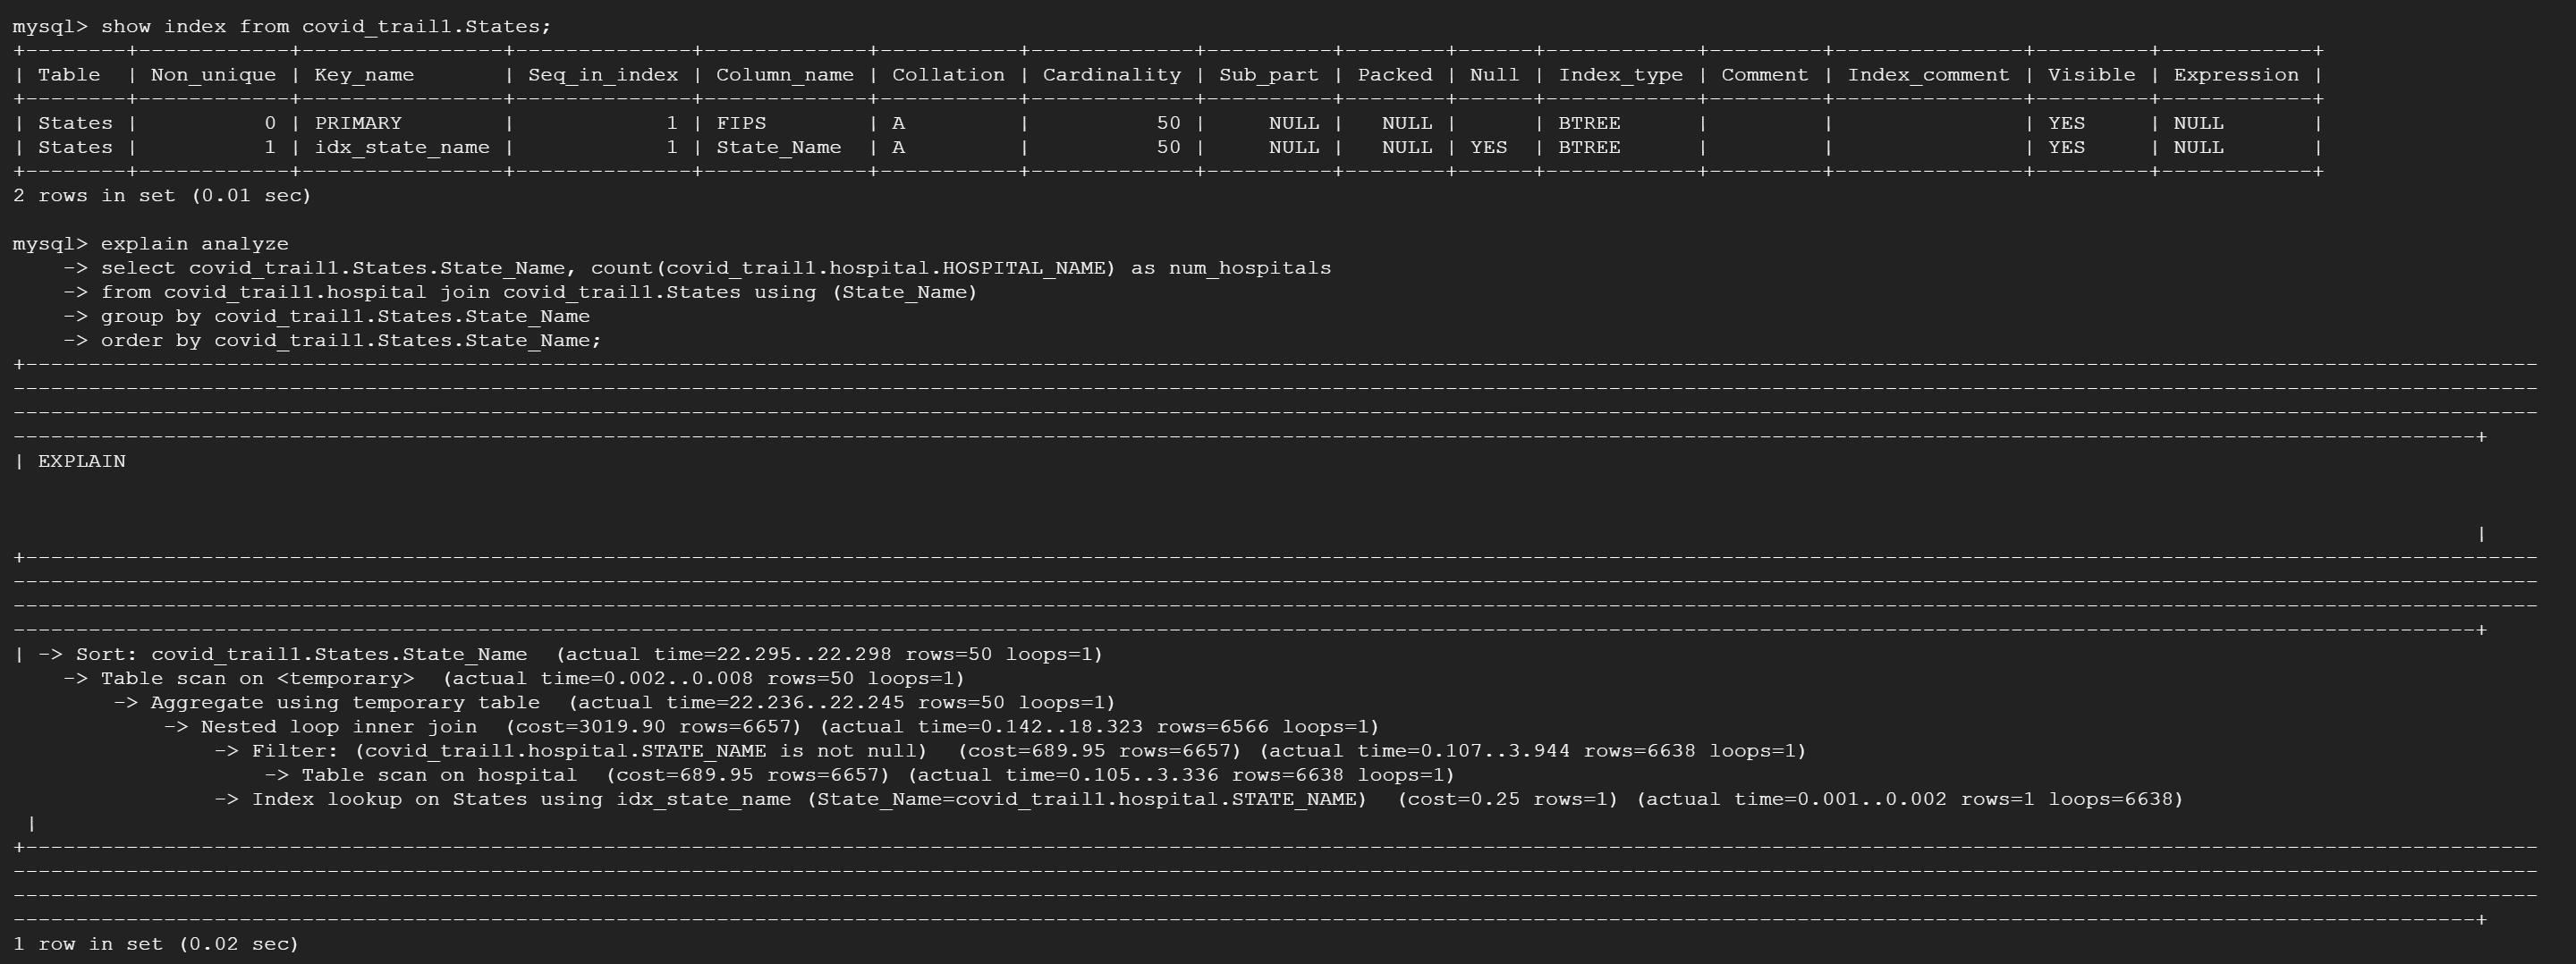 mysql> show index from covid_trail1.States;
+--------+------------+----------------+--------------+-------------+-----------+-------------+----------+--------+------+------------+---------+---------------+---------+------------+
| Table  | Non_unique | Key_name       | Seq_in_index | Column_name | Collation | Cardinality | Sub_part | Packed | Null | Index_type | Comment | Index_comment | Visible | Expression |
+--------+------------+----------------+--------------+-------------+-----------+-------------+----------+--------+------+------------+---------+---------------+---------+------------+
| States |          0 | PRIMARY        |            1 | FIPS        | A         |          50 |     NULL |   NULL |      | BTREE      |         |               | YES     | NULL       |
| States |          1 | idx_state_name |            1 | State_Name  | A         |          50 |     NULL |   NULL | YES  | BTREE      |         |               | YES     | NULL       |
+--------+------------+----------------+--------------+-------------+-----------+-------------+----------+--------+------+------------+---------+---------------+---------+------------+
2 rows in set (0.01 sec)
mysql> explain analyze
    -> select covid_trail1.States.State_Name, count(covid_trail1.hospital.HOSPITAL_NAME) as num_hospitals
    -> from covid_trail1.hospital join covid_trail1.States using (State_Name)
    -> group by covid_trail1.States.State_Name
    -> order by covid_trail1.States.State_Name;
| EXPLAIN
|
| -> Sort: covid_trail1.States.State_Name  (actual time=22.295..22.298 rows=50 loops=1)
    -> Table scan on <temporary>  (actual time=0.002..0.008 rows=50 loops=1)
        -> Aggregate using temporary table  (actual time=22.236..22.245 rows=50 loops=1)
            -> Nested loop inner join  (cost=3019.90 rows=6657) (actual time=0.142..18.323 rows=6566 loops=1)
                -> Filter: (covid_trail1.hospital.STATE_NAME is not null)  (cost=689.95 rows=6657) (actual time=0.107..3.944 rows=6638 loops=1)
                    -> Table scan on hospital  (cost=689.95 rows=6657) (actual time=0.105..3.336 rows=6638 loops=1)
                -> Index lookup on States using idx_state_name (State_Name=covid_trail1.hospital.STATE_NAME)  (cost=0.25 rows=1) (actual time=0.001..0.002 rows=1 loops=6638)
 |
1 row in set (0.02 sec)